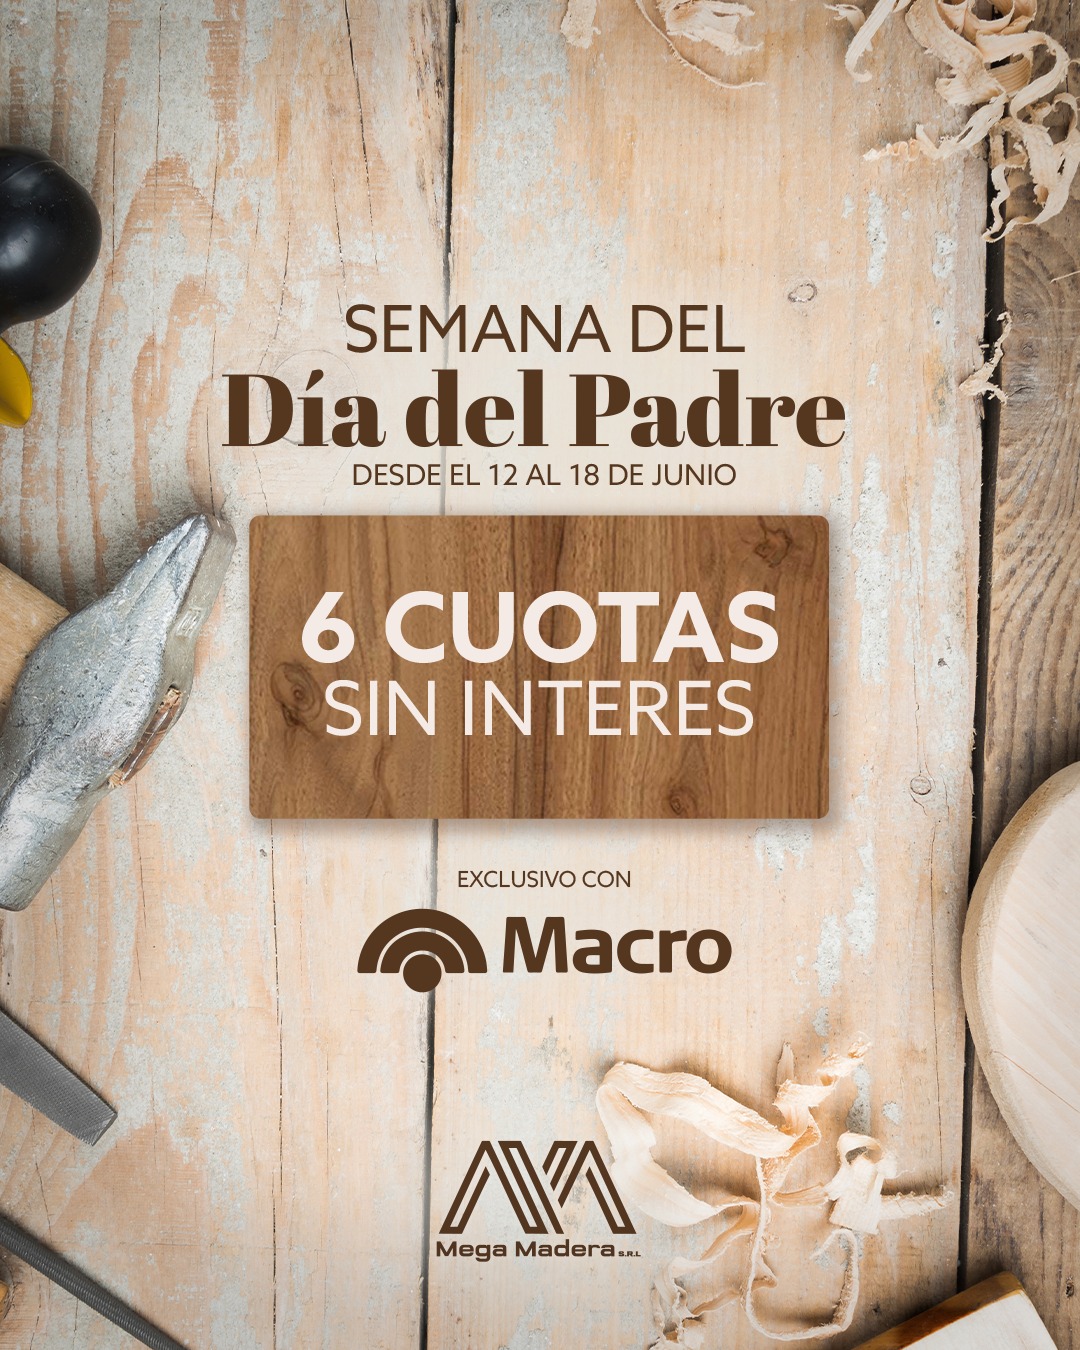 SEMANA DEL
Día del Padre
DESDE EL 12 AL 18 DE JUNIO
6 CUOTAS
SIN INTERES
EXCLUSIVO CON
Macro
Mega Madera S.R.L